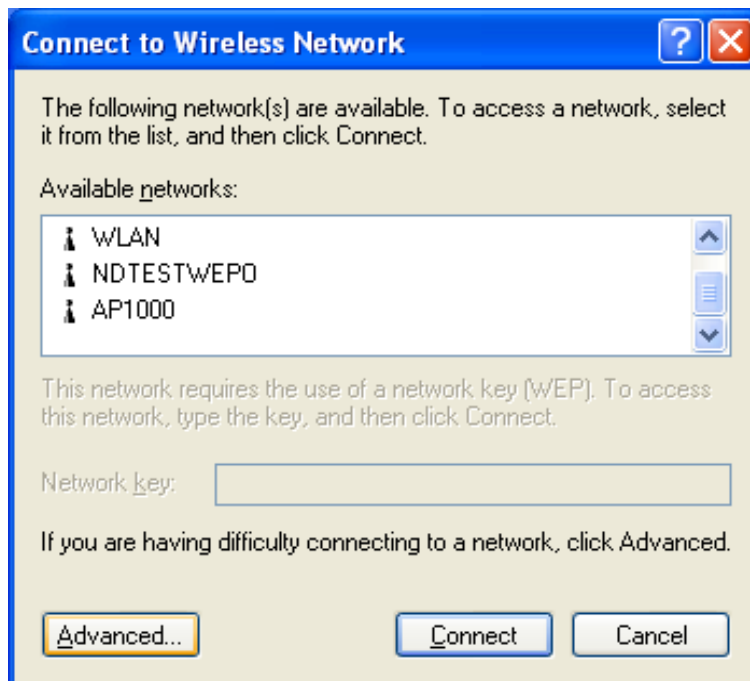 Connect to Wireless Network
The following network(s) are available. To access a network, select
it from the list, and then click Connect.
Available networks:
WLAN
NDTESTWEP0
AP1000
This network requires the use of a network key (WEP). To access
this network, type the key, and then click Connect.
Network key:
If you are having difficulty connecting to a network, click Advanced.
Advanced... Connect Cancel